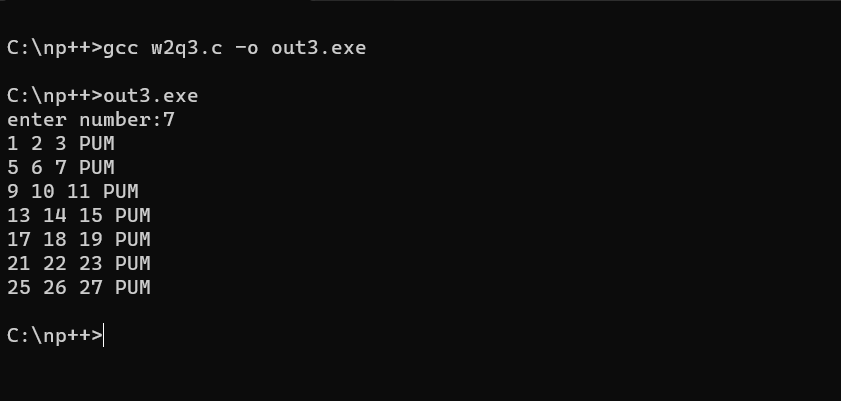 C:\np++>gcc w2q3.c -o out3.exe
C:\np++>out3.exe
enter number:7
1 2 3 PUM
5 6 7 PUM
9 10 11 PUM
13 14 15 PUM
17 18 19 PUM
21 22 23 PUM
25 26 27 PUM
C:\np++>